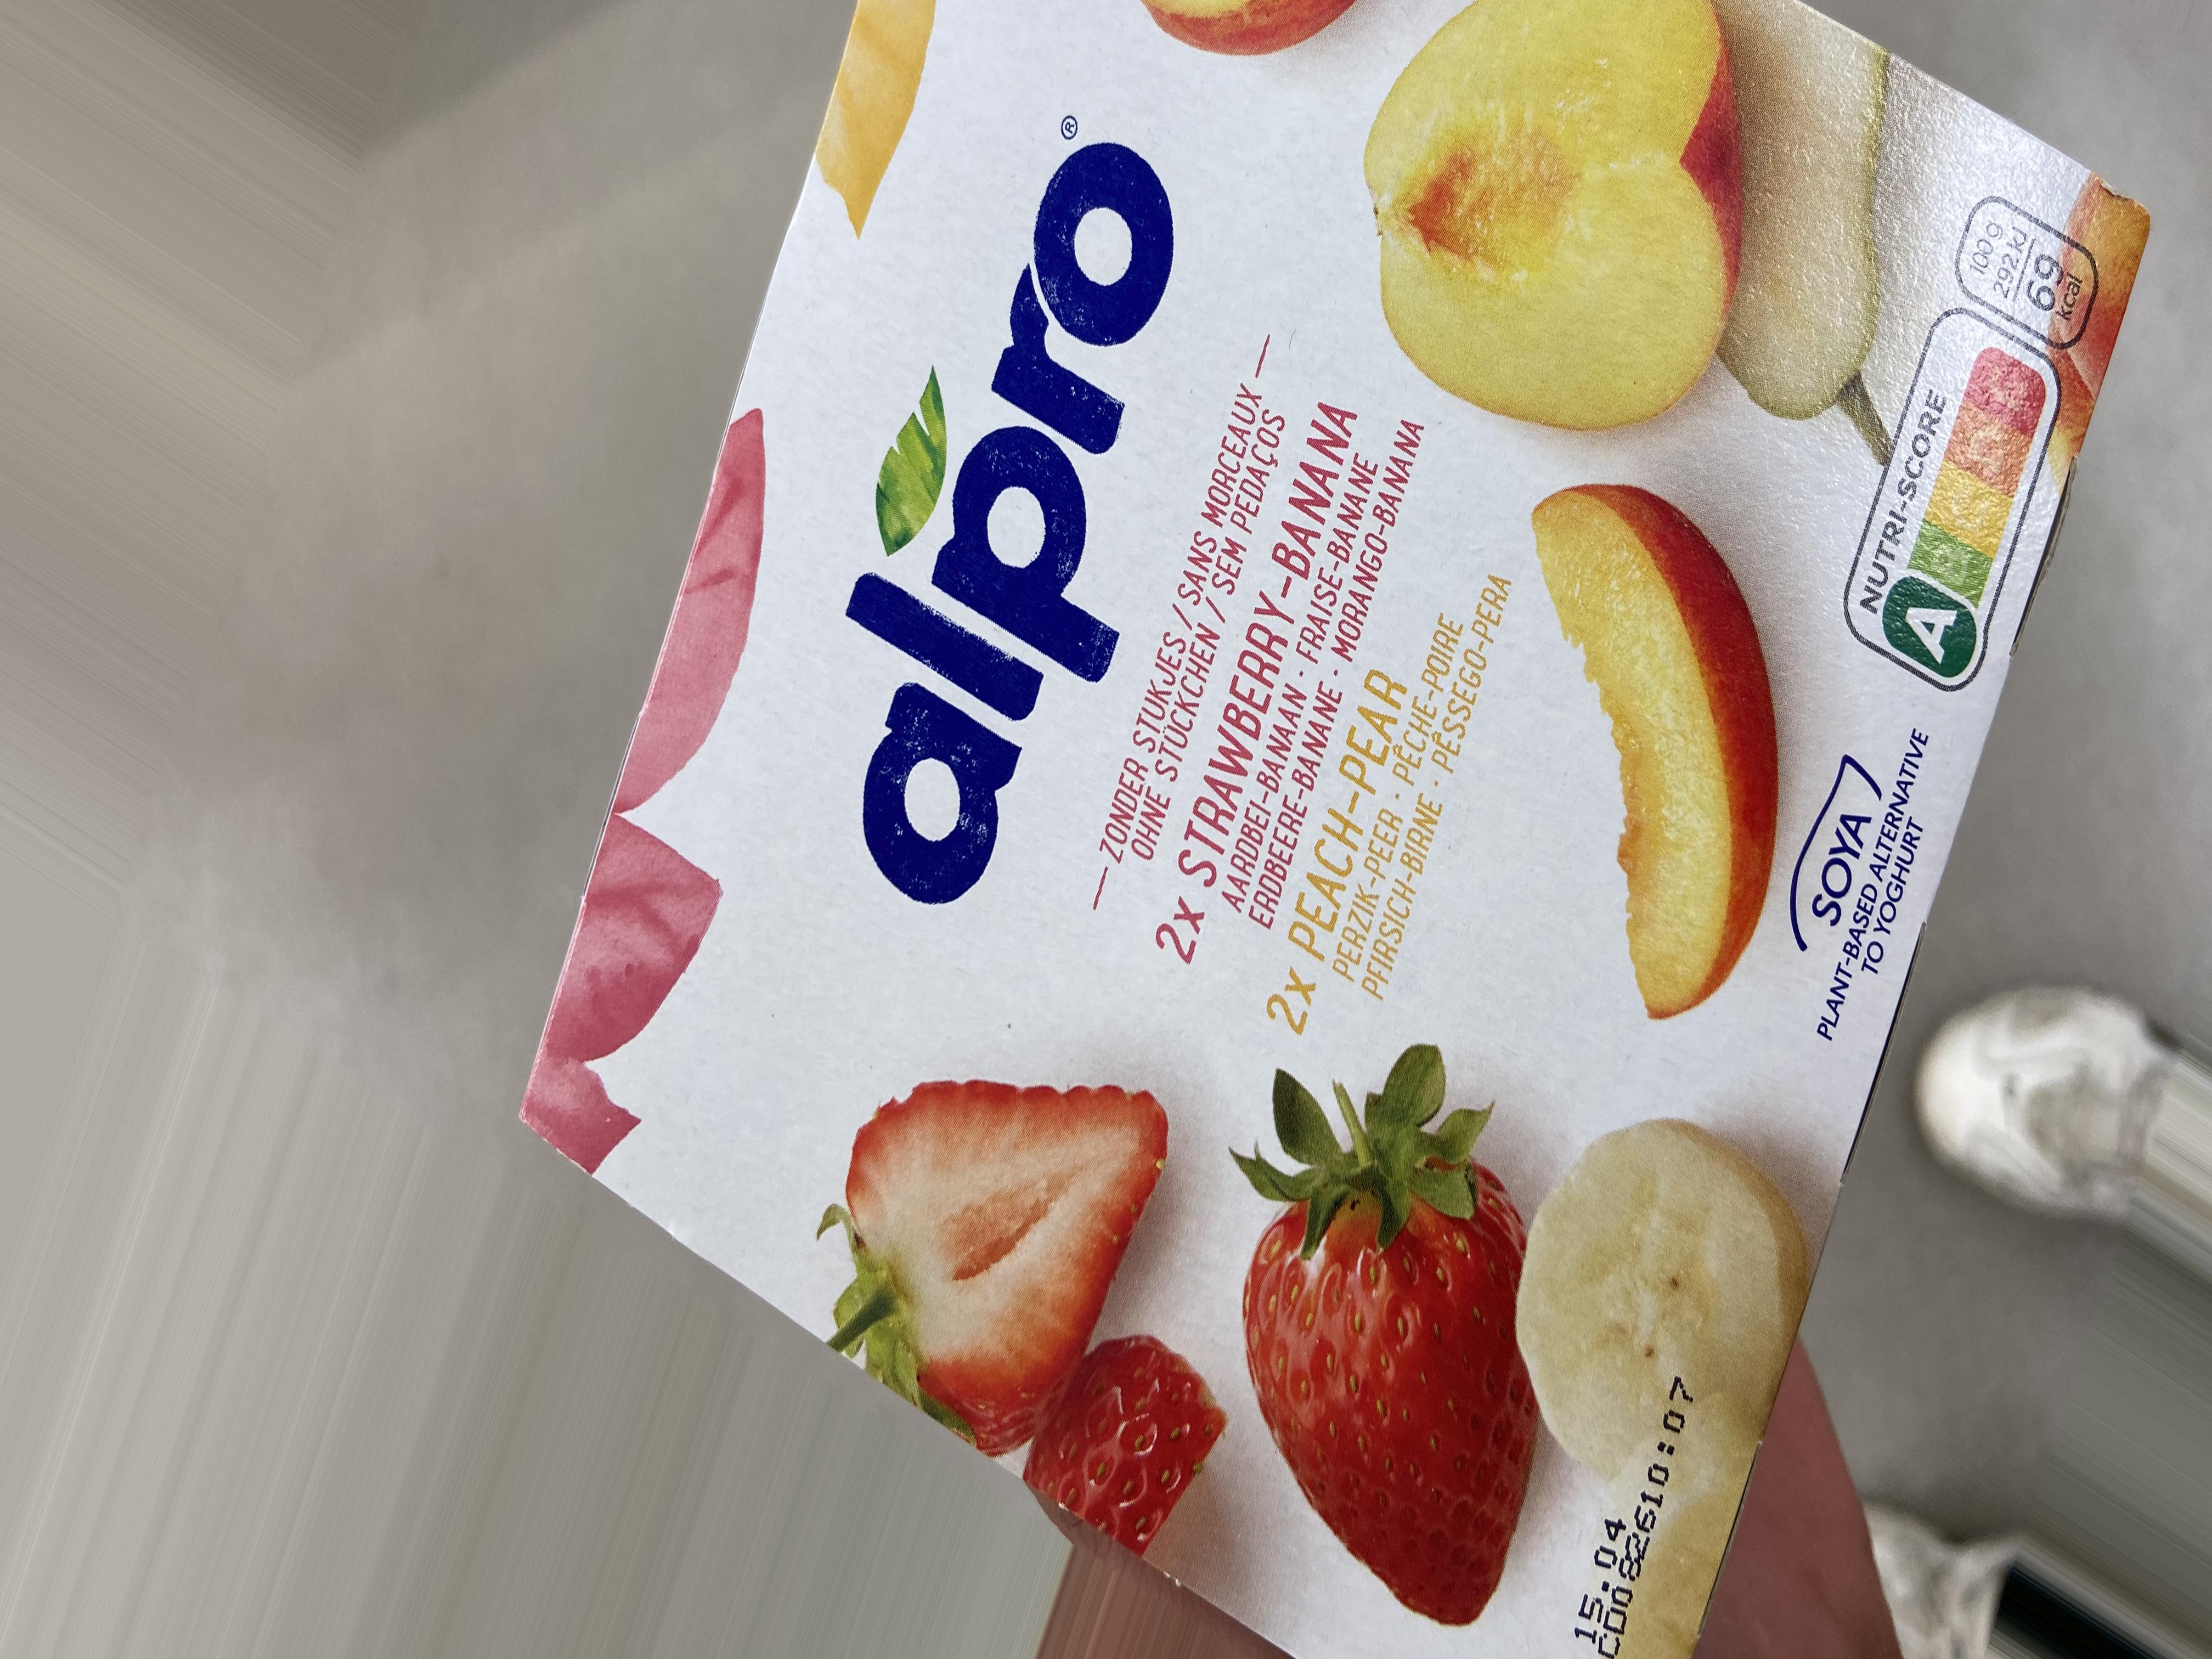 alpro®
ZONDER STUKJES / SANS MORCEAUX
OHNE STÜCKCHEN / SEM PEDAÇOS
2x STRAWBERRY-BANANA
AARDBEI-BANAAN · FRAISE-BANANE
ERDBEERE-BANANE · MORANGO-BANANA
2x PEACH-PEAR
PERZIK-PEER · PÊCHE-POIRE
PFIRSICH-BIRNE · PÊSSEGO-PERA
SOYA
PLANT-BASED ALTERNATIVE
TO YOGHURT
NUTRI-SCORE
A
100 g
292 kJ
69
kcal
15:04
10:07